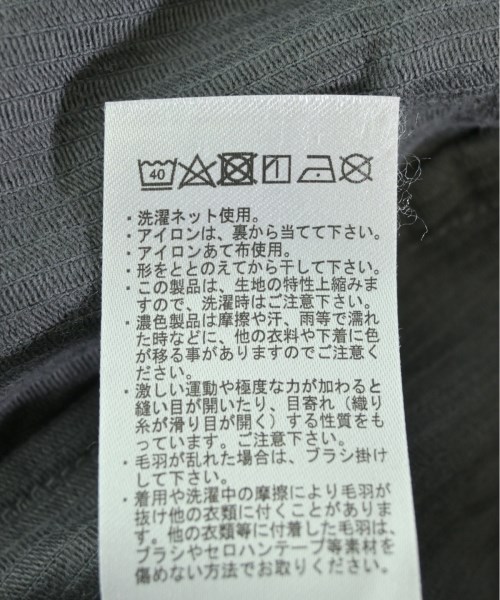 40
・洗濯ネット使用。
・アイロンは、裏から当てて下さい。
・アイロンあて布使用。
・形をととのえてから干して下さい。
・この製品は、生地の特性上縮みま
すので、洗濯時はご注意下さい。
・濃色製品は摩擦や汗、雨等で濡れ
た時などに、他の衣料や下着に色
が移る事がありますのでご注意く
ださい。
・激しい運動や極度な力が加わると
縫い目が開いたり、目寄れ（織り
糸が滑り目が開く）する性質をも
っています。ご注意下さい。
・毛羽が乱れた場合は、ブラシ掛け
して下さい。
・着用や洗濯中の摩擦により毛羽が
抜け他の衣類に付くことがありま
す。他の衣類等に付着した毛羽は、
ブラシやセロハンテープ等素材を
傷めない方法でお取りください。